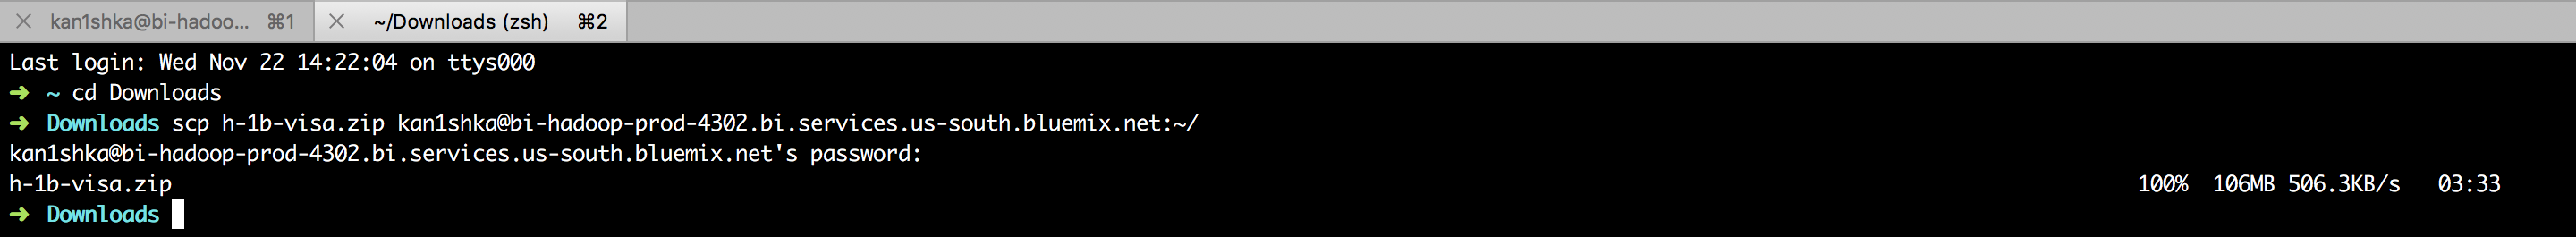 kan1shka@bi-hadoo... ⌘1 ~/Downloads (zsh) ⌘2
Last login: Wed Nov 22 14:22:04 on ttys000
➜ ~ cd Downloads
➜ Downloads scp h-1b-visa.zip kan1shka@bi-hadoop-prod-4302.bi.services.us-south.bluemix.net:~/
kan1shka@bi-hadoop-prod-4302.bi.services.us-south.bluemix.net's password:
h-1b-visa.zip 100% 106MB 506.3KB/s 03:33
➜ Downloads